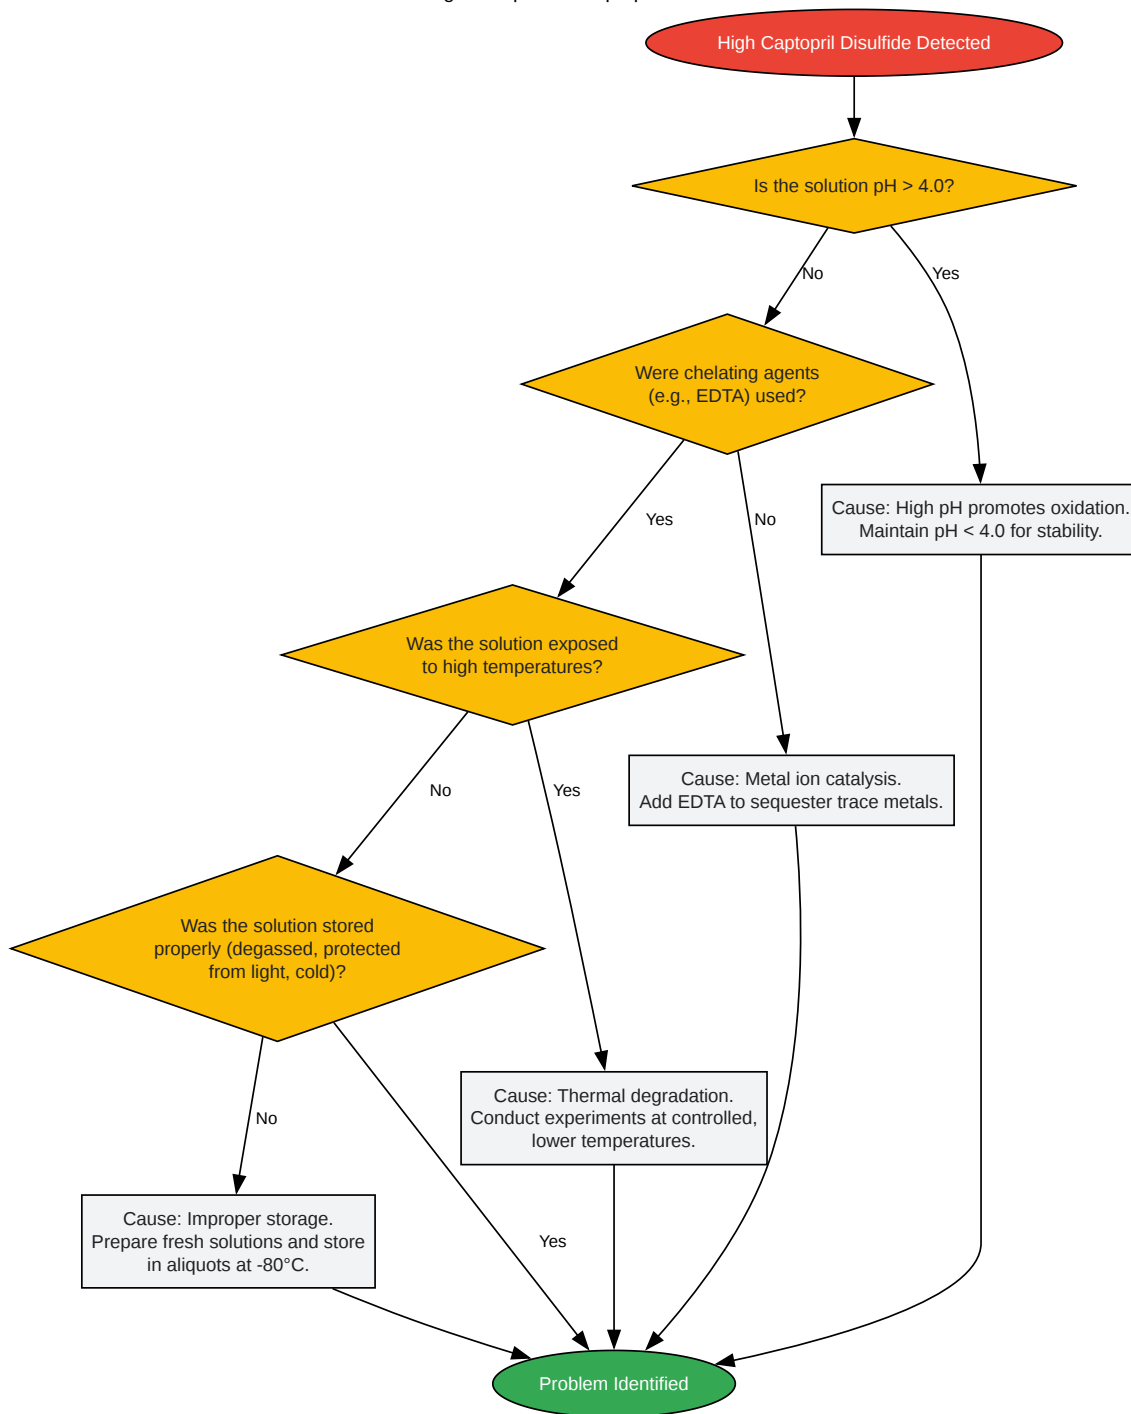 High Captopril Disulfide Detected
Is the solution pH > 4.0?
No
Yes
Were chelating agents
(e.g., EDTA) used?
Cause: High pH promotes oxidation.
Maintain pH < 4.0 for stability.
Yes
No
Was the solution exposed
to high temperatures?
Cause: Metal ion catalysis.
Add EDTA to sequester trace metals.
No
Yes
Was the solution stored
properly (degassed, protected
from light, cold)?
Cause: Thermal degradation.
Conduct experiments at controlled,
lower temperatures.
No
Cause: Improper storage.
Prepare fresh solutions and store
in aliquots at -80°C.
Yes
Problem Identified